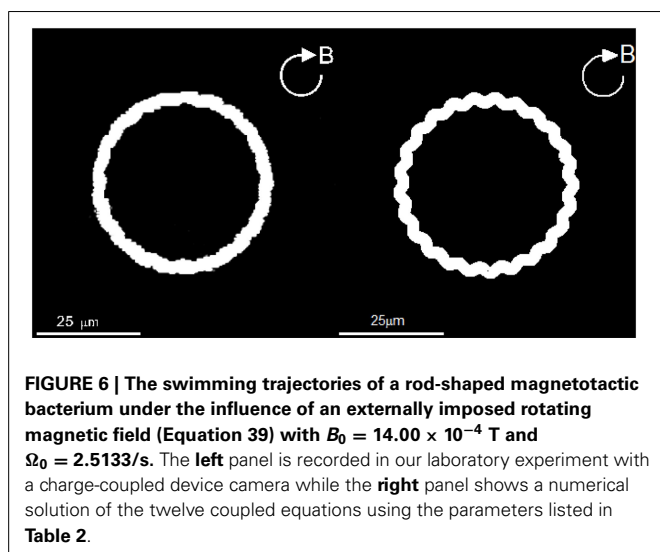 B
B
25 μm
25μm
FIGURE 6 | The swimming trajectories of a rod-shaped magnetotactic
bacterium under the influence of an externally imposed rotating
magnetic field (Equation 39) with B₀ = 14.00 × 10⁻⁴ T and
Ω₀ = 2.5133/s. The left panel is recorded in our laboratory experiment with
a charge-coupled device camera while the right panel shows a numerical
solution of the twelve coupled equations using the parameters listed in
Table 2.